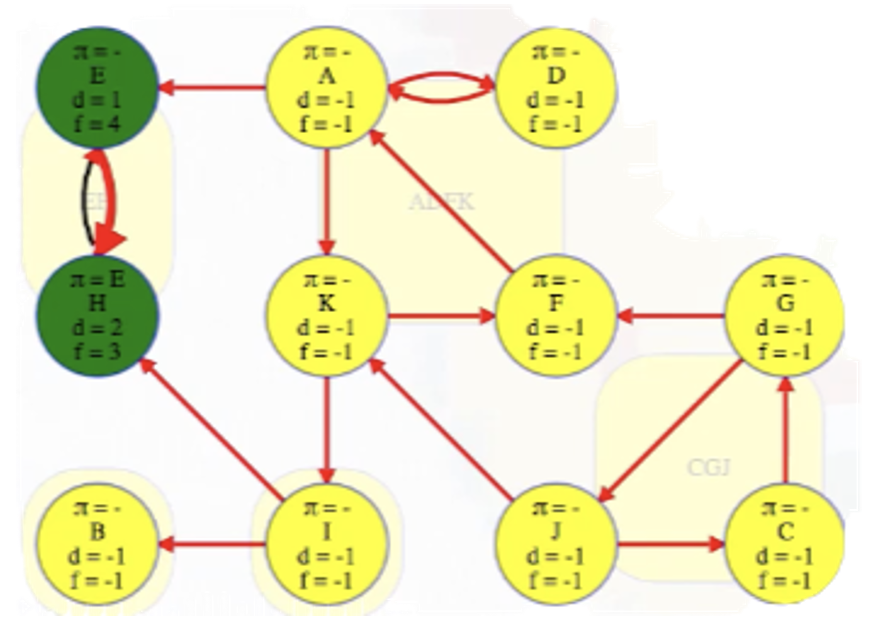 π = -
E
d = 1
f = 4
π = -
A
d = -1
f = -1
π = -
D
d = -1
f = -1
ADFK
π = E
H
d = 2
f = 3
π = -
K
d = -1
f = -1
π = -
F
d = -1
f = -1
π = -
G
d = -1
f = -1
CGJ
π = -
B
d = -1
f = -1
π = -
I
d = -1
f = -1
π = -
J
d = -1
f = -1
π = -
C
d = -1
f = -1